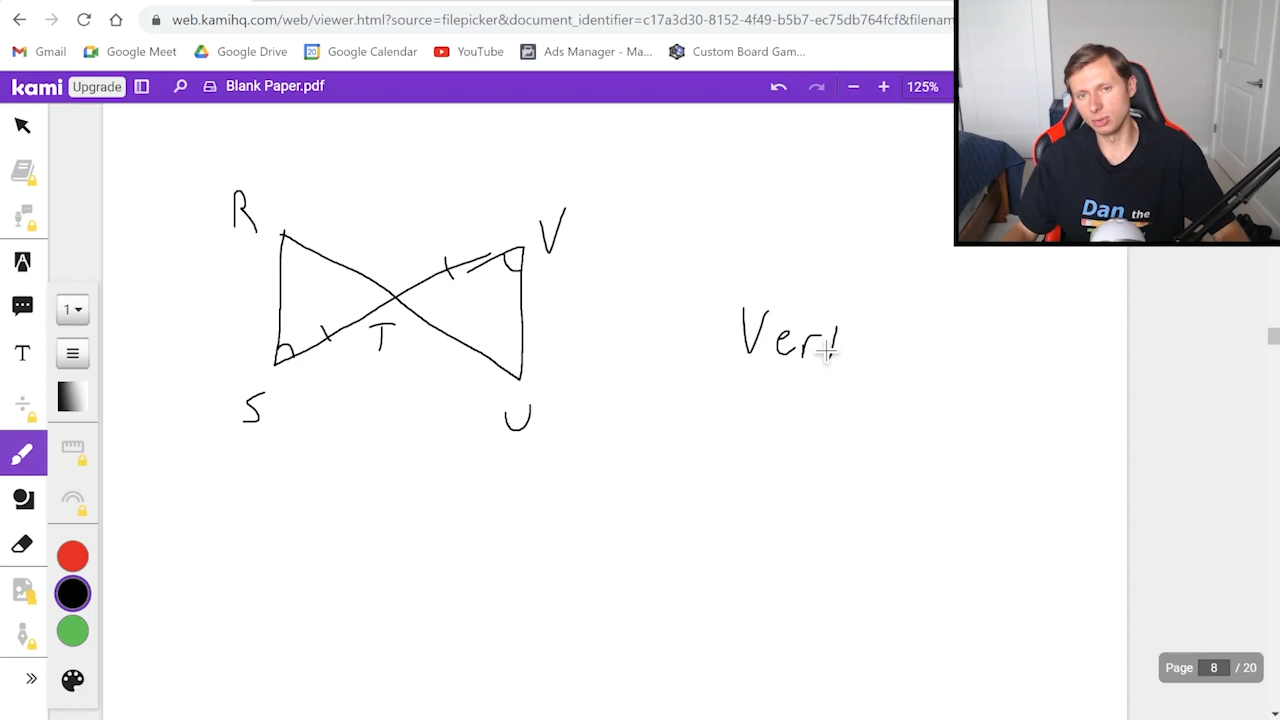 web.kamihq.com/web/viewer.html?source=filepicker&document_identifier=c17a3d30-8152-4f49-b5b7-ec75db764fcf&filenam
Gmail Google Meet Google Drive 20 Google Calendar YouTube Ads Manager - Ma... Custom Board Gam...
kami Upgrade Blank Paper.pdf 125%
Dan the
R
V
1
T
Ver
T
S
U
Page 8 / 20